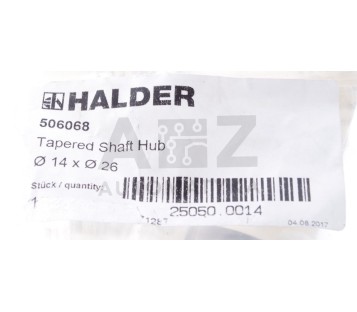 HALDER
506068
Tapered Shaft Hub
Ø 14 x Ø 26
Stück / quantity:
1
25050.0014
04.08.2017